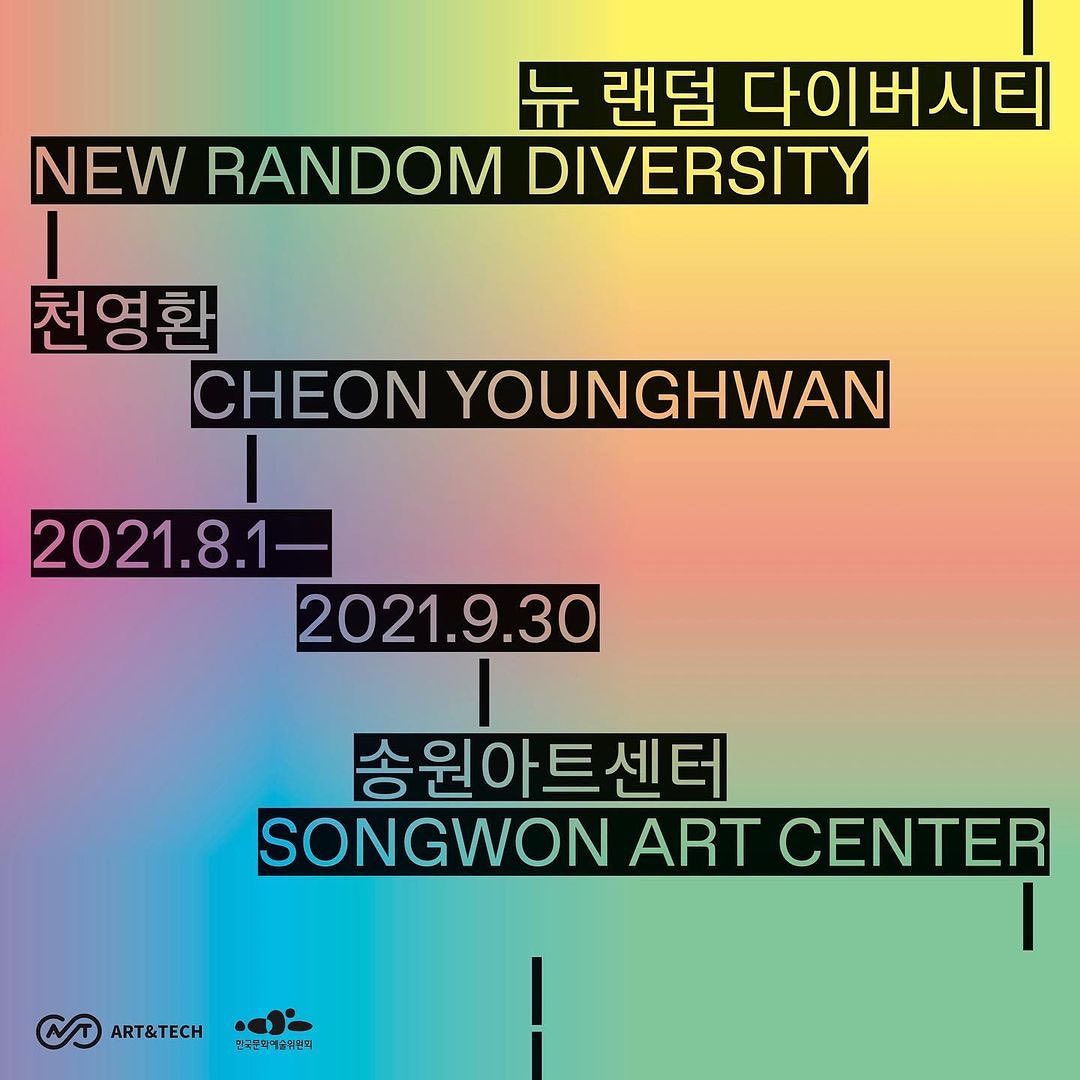 뉴 랜덤 다이버시티
NEW RANDOM DIVERSITY
천영환
CHEON YOUNGHWAN
2021.8.1—
2021.9.30
송원아트센터
SONGWON ART CENTER
A&T ART&TECH
한국문화예술위원회